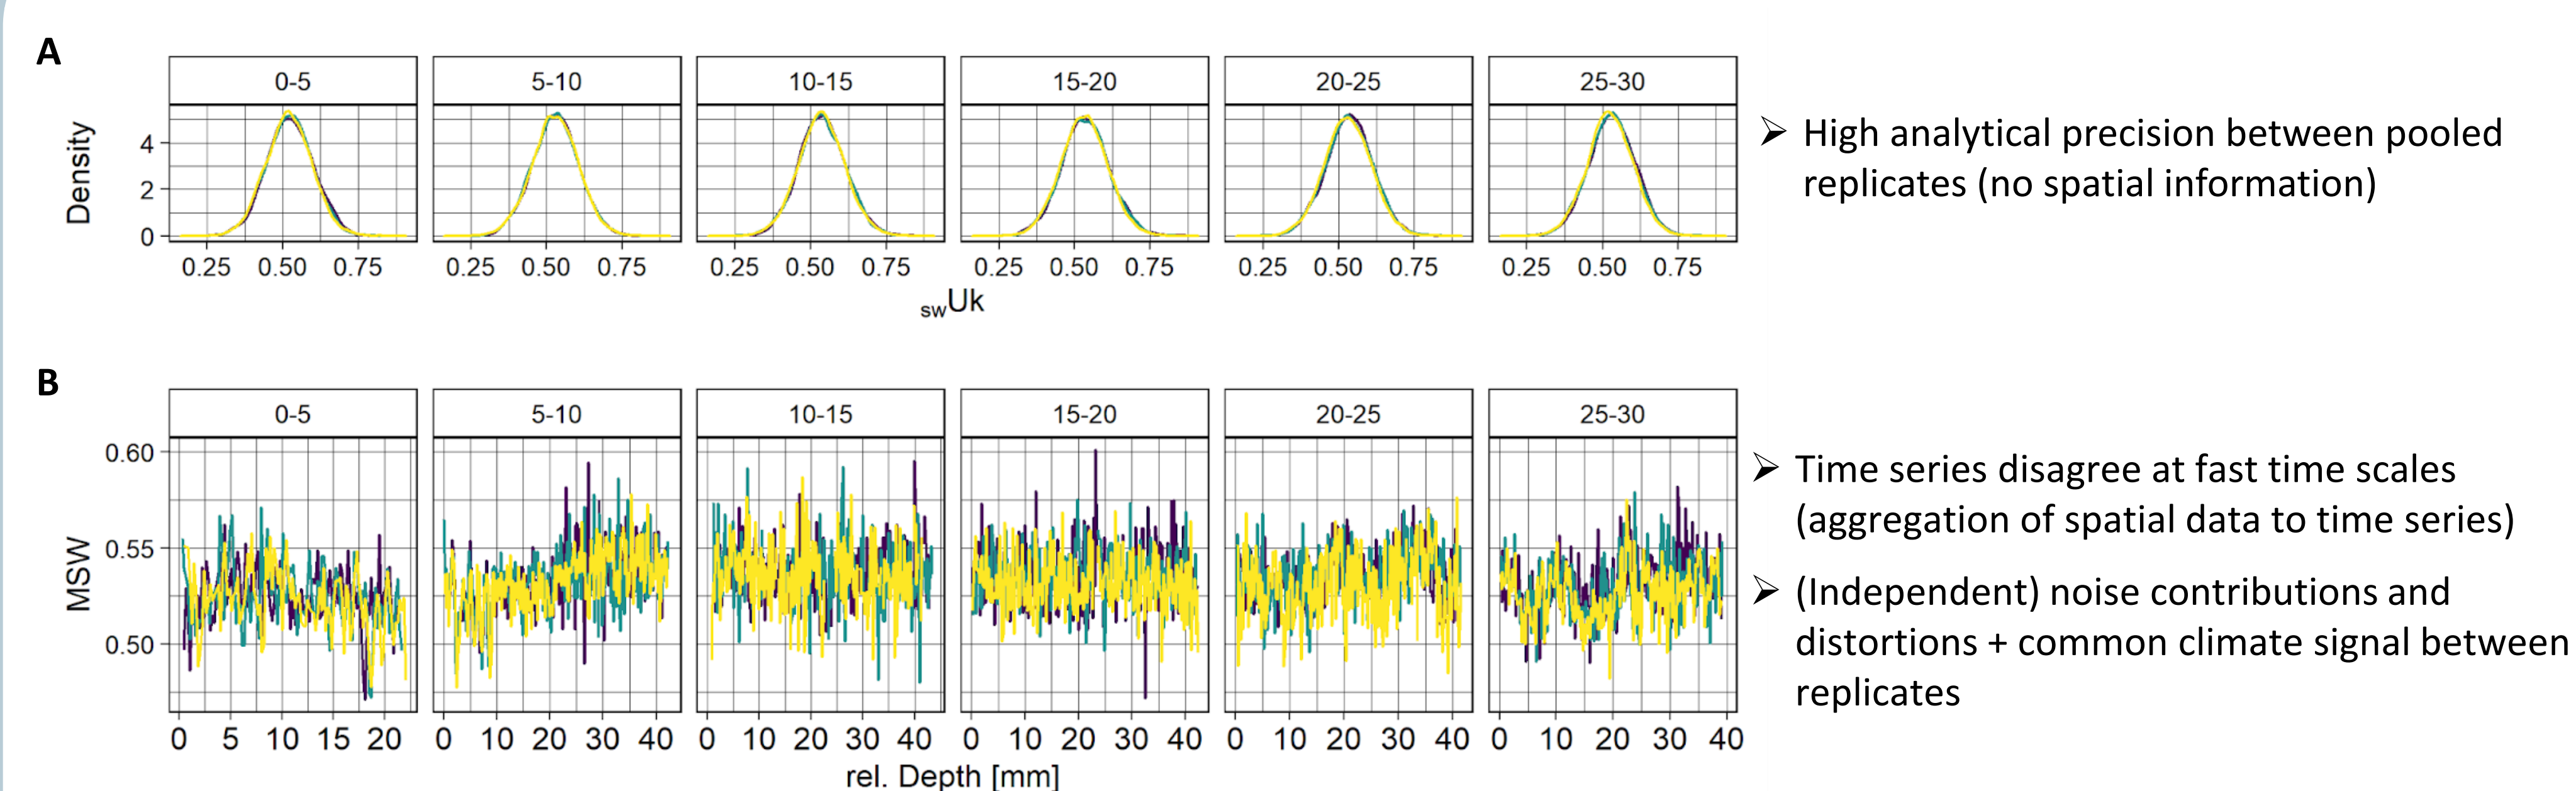 A
0-5 5-10 10-15 15-20 20-25 25-30
Density
4
2
0
0.25 0.50 0.75 0.25 0.50 0.75 0.25 0.50 0.75 0.25 0.50 0.75 0.25 0.50 0.75 0.25 0.50 0.75
swUk
➢ High analytical precision between pooled
replicates (no spatial information)
B
0-5 5-10 10-15 15-20 20-25 25-30
MSW
0.60
0.55
0.50
0 5 10 15 20 0 10 20 30 40 0 10 20 30 40 0 10 20 30 40 0 10 20 30 40 0 10 20 30 40
rel. Depth [mm]
➢ Time series disagree at fast time scales
(aggregation of spatial data to time series)
➢ (Independent) noise contributions and
distortions + common climate signal between
replicates